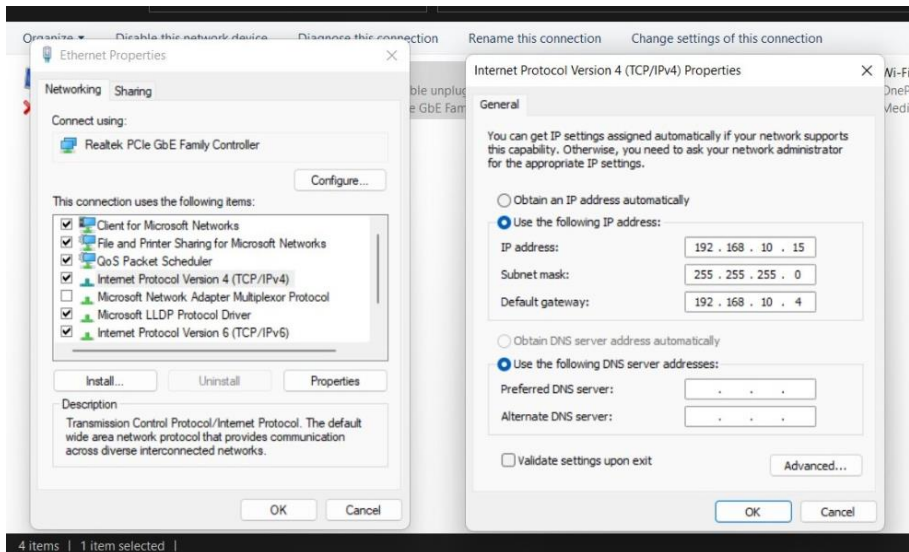 Organize Disable this network device Diagnose this connection Rename this connection Change settings of this connection
Ethernet Properties
Networking Sharing
Connect using:
Realtek PCIe GbE Family Controller
Configure...
This connection uses the following items:
Client for Microsoft Networks
File and Printer Sharing for Microsoft Networks
QoS Packet Scheduler
Internet Protocol Version 4 (TCP/IPv4)
Microsoft Network Adapter Multiplexor Protocol
Microsoft LLDP Protocol Driver
Internet Protocol Version 6 (TCP/IPv6)
Install... Uninstall Properties
Description
Transmission Control Protocol/Internet Protocol. The default
wide area network protocol that provides communication
across diverse interconnected networks.
OK Cancel
ble unplug
e GbE Fam
Internet Protocol Version 4 (TCP/IPv4) Properties
General
You can get IP settings assigned automatically if your network supports
this capability. Otherwise, you need to ask your network administrator
for the appropriate IP settings.
Obtain an IP address automatically
Use the following IP address:
IP address: 192 . 168 . 10 . 15
Subnet mask: 255 . 255 . 255 . 0
Default gateway: 192 . 168 . 10 . 4
Obtain DNS server address automatically
Use the following DNS server addresses:
Preferred DNS server: . . .
Alternate DNS server: . . .
Validate settings upon exit
Advanced...
OK Cancel
Wi-Fi
OneP
Medi
4 items | 1 item selected |